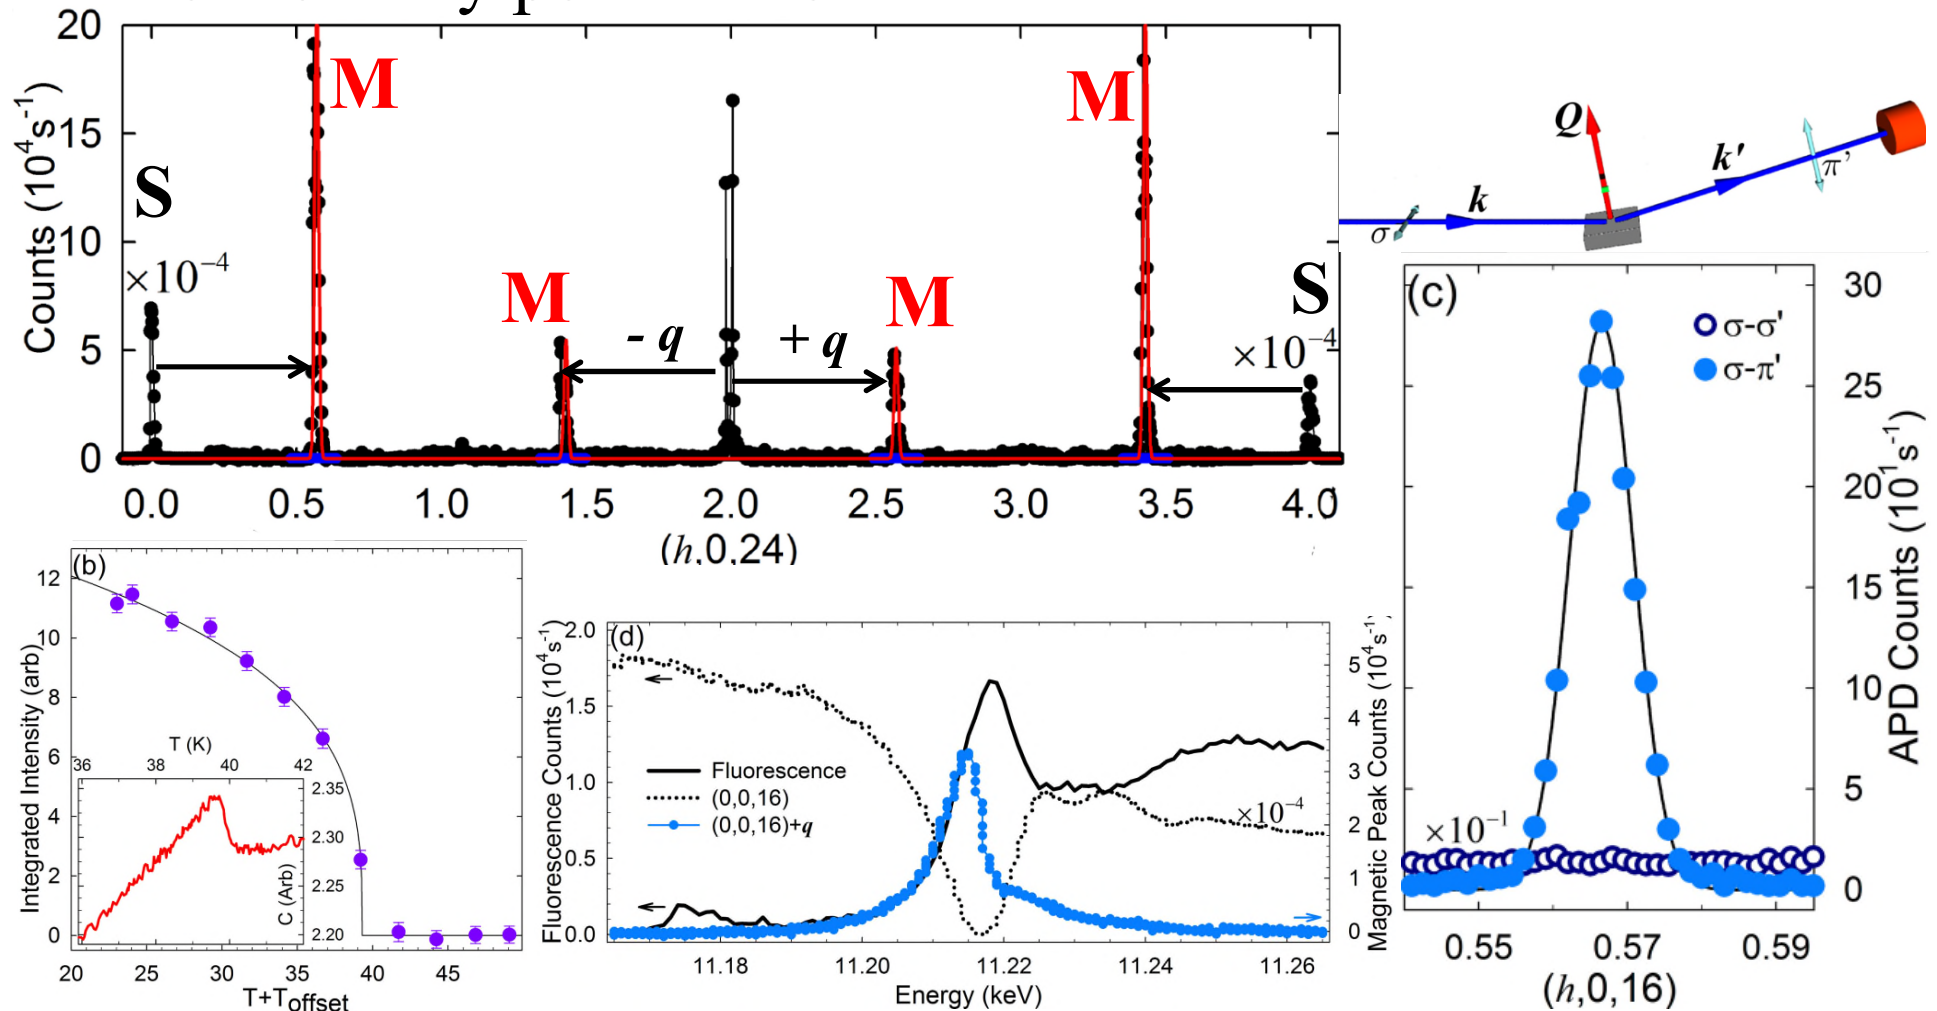 20
15
10
5
0
Counts (10⁴s⁻¹)
S
×10⁻⁴
M
M
- q
+ q
M
M
S
×10⁻⁴
0.0 0.5 1.0 1.5 2.0 2.5 3.0 3.5 4.0
(h,0,24)
Q
k
k'
σ
π'
(b)
12
10
8
6
4
2
0
Integrated Intensity (arb)
T (K)
36 38 40 42
2.35
2.30
2.25
2.20
C (Arb)
20 25 30 35 40 45
T+Toffset
(d)
2.0
1.5
1.0
0.5
0.0
Fluorescence Counts (10⁴s⁻¹)
Fluorescence
(0,0,16)
(0,0,16)+q
×10⁻⁴
5
4
3
2
1
0
Magnetic Peak Counts (10⁴s⁻¹)
11.18 11.20 11.22 11.24 11.26
Energy (keV)
(c)
σ-σ'
σ-π'
×10⁻¹
30
25
20
15
10
5
0
APD Counts (10¹s⁻¹)
0.55 0.57 0.59
(h,0,16)